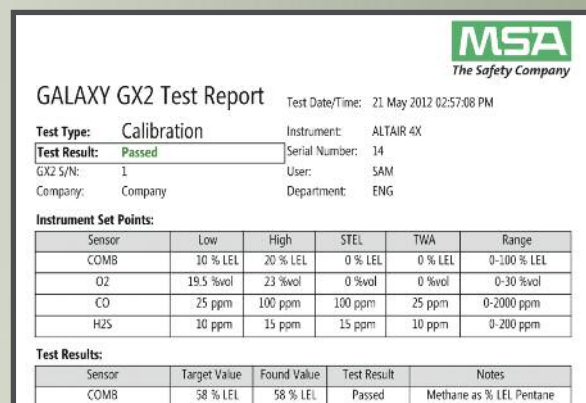 MSA
The Safety Company
GALAXY GX2 Test Report Test Date/Time: 21 May 2012 02:57:08 PM
Test Type: Calibration Instrument: ALTAIR 4X
Test Result: Passed Serial Number: 14
GX2 S/N: 1 User: SAM
Company: Company Department: ENG
Instrument Set Points:
Sensor Low High STEL TWA Range
COMB 10 % LEL 20 % LEL 0 % LEL 0 % LEL 0-100 % LEL
O2 19.5 %vol 23 %vol 0 %vol 0 %vol 0-30 %vol
CO 25 ppm 100 ppm 100 ppm 25 ppm 0-2000 ppm
H2S 10 ppm 15 ppm 15 ppm 10 ppm 0-200 ppm
Test Results:
Sensor Target Value Found Value Test Result Notes
COMB 58 % LEL 58 % LEL Passed Methane as % LEL Pentane